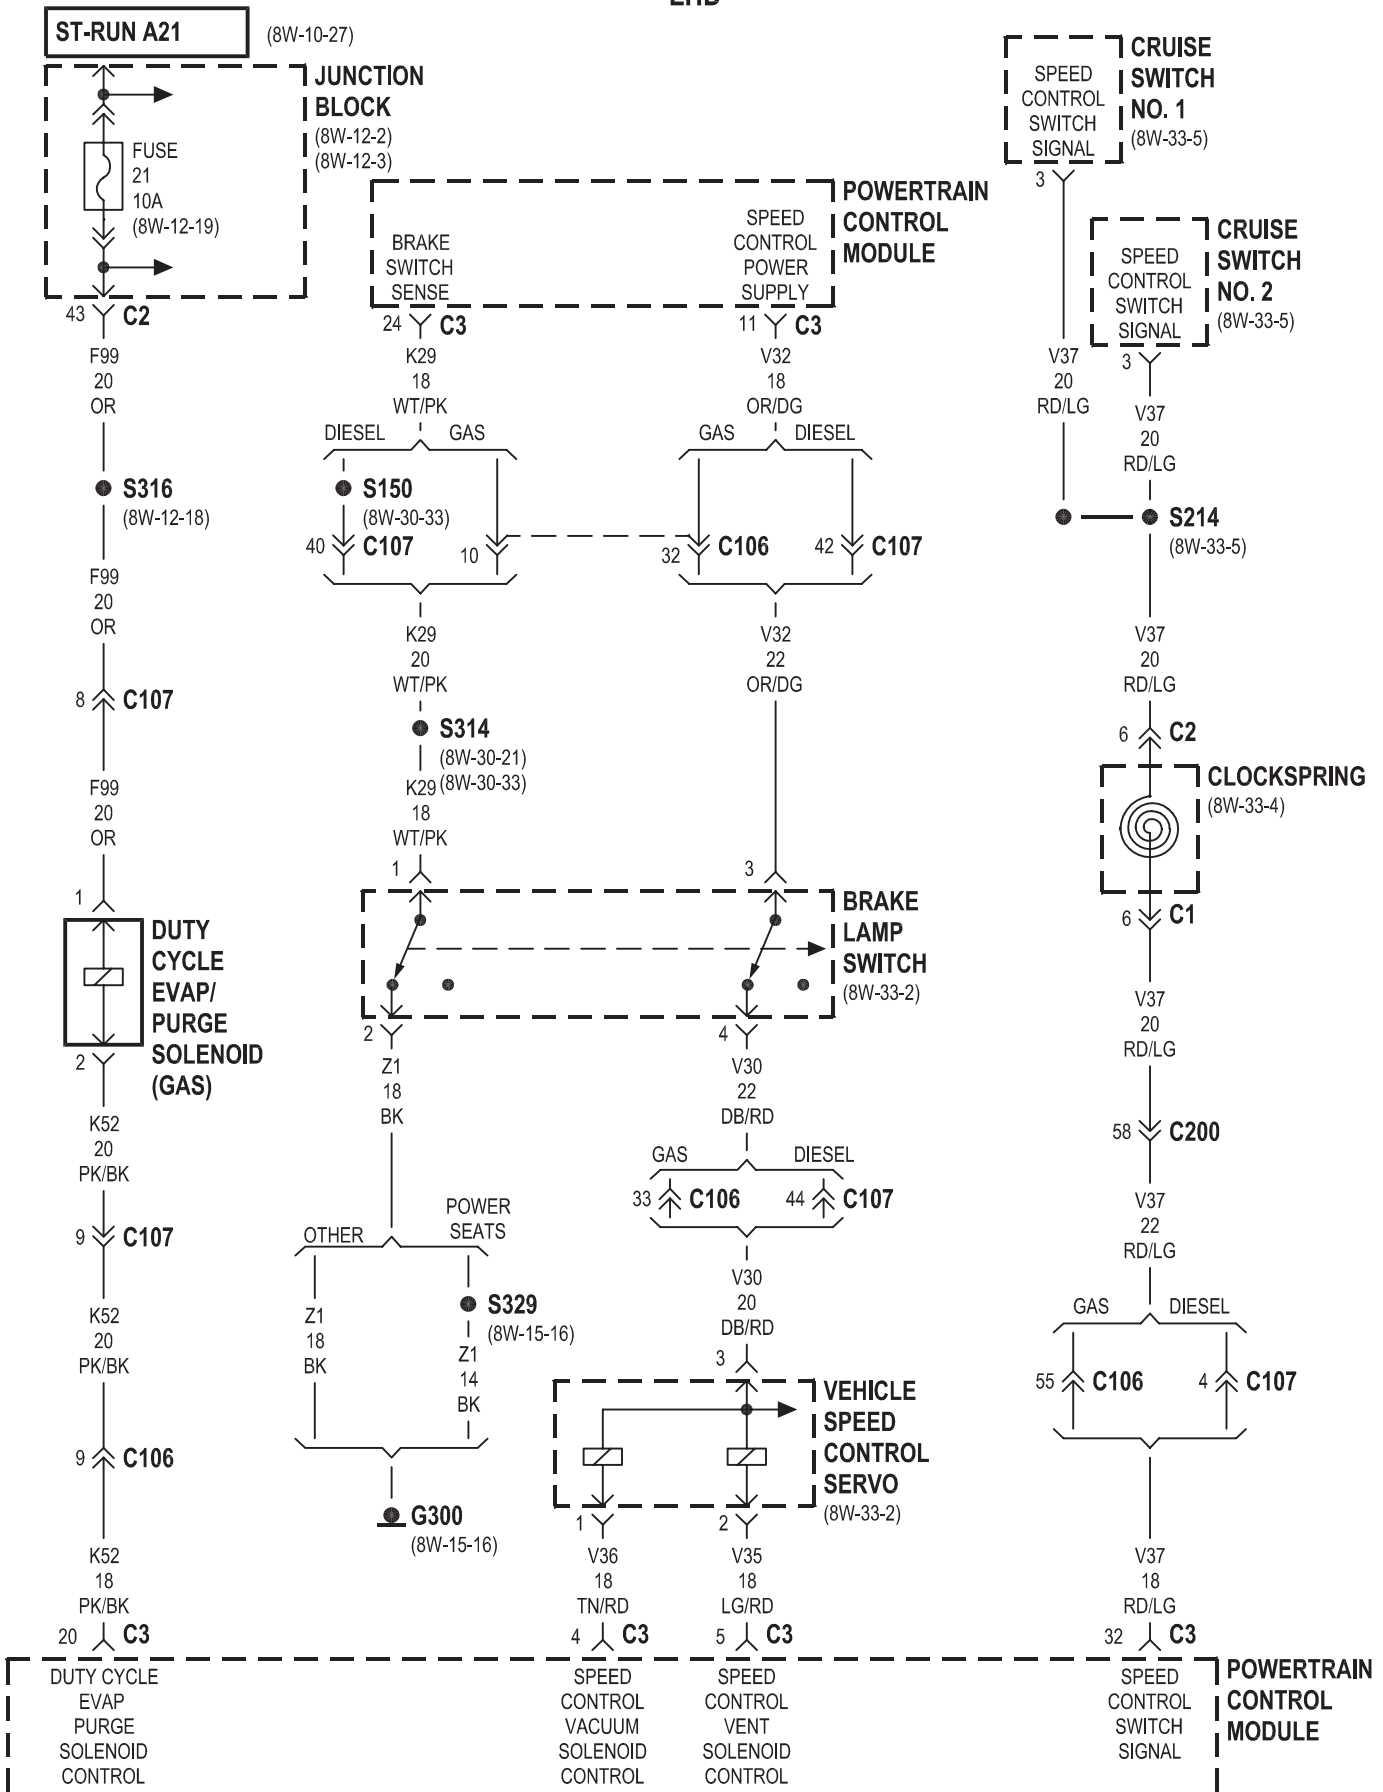 LHD
ST-RUN A21
(8W-10-27)
JUNCTION
BLOCK
(8W-12-2)
(8W-12-3)
FUSE
21
10A
(8W-12-19)
43
C2
F99
20
OR
S316
(8W-12-18)
F99
20
OR
8
C107
F99
20
OR
1
DUTY
CYCLE
EVAP/
PURGE
SOLENOID
(GAS)
2
K52
20
PK/BK
9
C107
K52
20
PK/BK
9
C106
K52
18
PK/BK
20
C3
DUTY CYCLE
EVAP
PURGE
SOLENOID
CONTROL
POWERTRAIN
CONTROL
MODULE
BRAKE
SWITCH
SENSE
SPEED
CONTROL
POWER
SUPPLY
24
C3
K29
18
WT/PK
DIESEL
GAS
S150
(8W-30-33)
40
C107
10
K29
20
WT/PK
S314
(8W-30-21)
(8W-30-33)
K29
18
WT/PK
1
11
C3
V32
18
OR/DG
GAS
DIESEL
32
C106
42
C107
V32
22
OR/DG
3
BRAKE
LAMP
SWITCH
(8W-33-2)
2
Z1
18
BK
OTHER
POWER
SEATS
Z1
18
BK
S329
(8W-15-16)
Z1
14
BK
G300
(8W-15-16)
4
V30
22
DB/RD
GAS
DIESEL
33
C106
44
C107
V30
20
DB/RD
3
VEHICLE
SPEED
CONTROL
SERVO
(8W-33-2)
1
V36
18
TN/RD
4
C3
SPEED
CONTROL
VACUUM
SOLENOID
CONTROL
2
V35
18
LG/RD
5
C3
SPEED
CONTROL
VENT
SOLENOID
CONTROL
CRUISE
SWITCH
NO. 1
(8W-33-5)
SPEED
CONTROL
SWITCH
SIGNAL
3
V37
20
RD/LG
CRUISE
SWITCH
NO. 2
(8W-33-5)
SPEED
CONTROL
SWITCH
SIGNAL
3
V37
20
RD/LG
S214
(8W-33-5)
V37
20
RD/LG
6
C2
CLOCKSPRING
(8W-33-4)
6
C1
V37
20
RD/LG
58
C200
V37
22
RD/LG
GAS
DIESEL
55
C106
4
C107
V37
18
RD/LG
32
C3
SPEED
CONTROL
SWITCH
SIGNAL
POWERTRAIN
CONTROL
MODULE